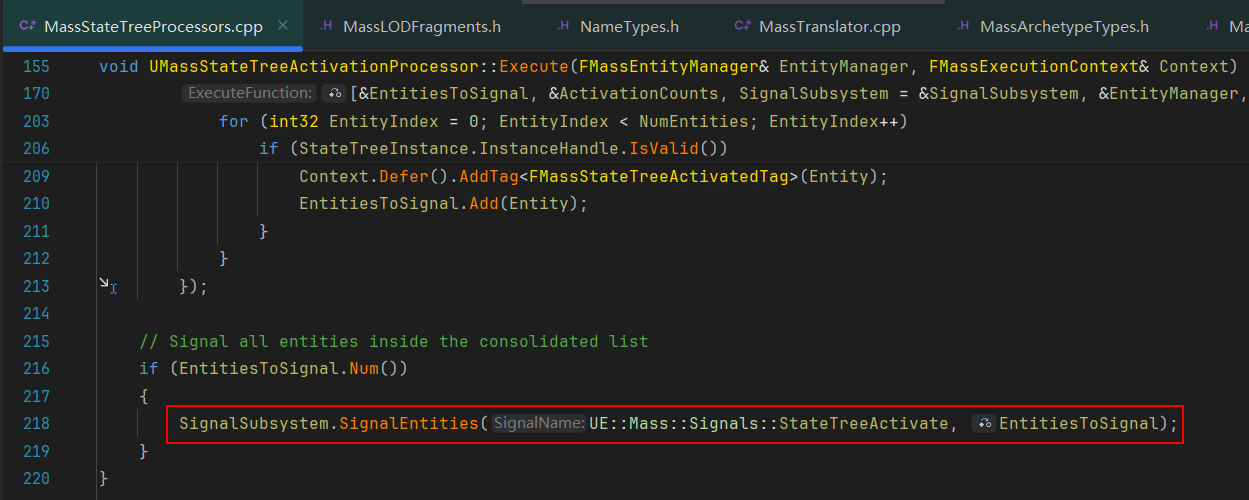 MassStateTreeProcessors.cpp × MassLODFragments.h NameTypes.h MassTranslator.cpp MassArchetypeTypes.h
155 void UMassStateTreeActivationProcessor::Execute(FMassEntityManager& EntityManager, FMassExecutionContext& Context)
170 ExecuteFunction: [&EntitiesToSignal, &ActivationCounts, SignalSubsystem = &SignalSubsystem, &EntityManager,
203 for (int32 EntityIndex = 0; EntityIndex < NumEntities; EntityIndex++)
206 if (StateTreeInstance.InstanceHandle.IsValid())
209 Context.Defer().AddTag<FMassStateTreeActivatedTag>(Entity);
210 EntitiesToSignal.Add(Entity);
211 }
212 }
213 });
214
215 // Signal all entities inside the consolidated list
216 if (EntitiesToSignal.Num())
217 {
218 SignalSubsystem.SignalEntities(SignalName: UE::Mass::Signals::StateTreeActivate, EntitiesToSignal);
219 }
220 }